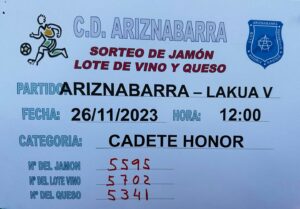 C.D. ARIZNABARRA
SORTEO DE JAMÓN
LOTE DE VINO Y QUESO
PARTIDO: ARIZNABARRA – LAKUA V
FECHA: 26/11/2023 HORA: 12:00
CATEGORIA: CADETE HONOR
Nº DEL JAMON 5595
Nº DEL LOTE VINO 5702
Nº DEL QUESO 5341